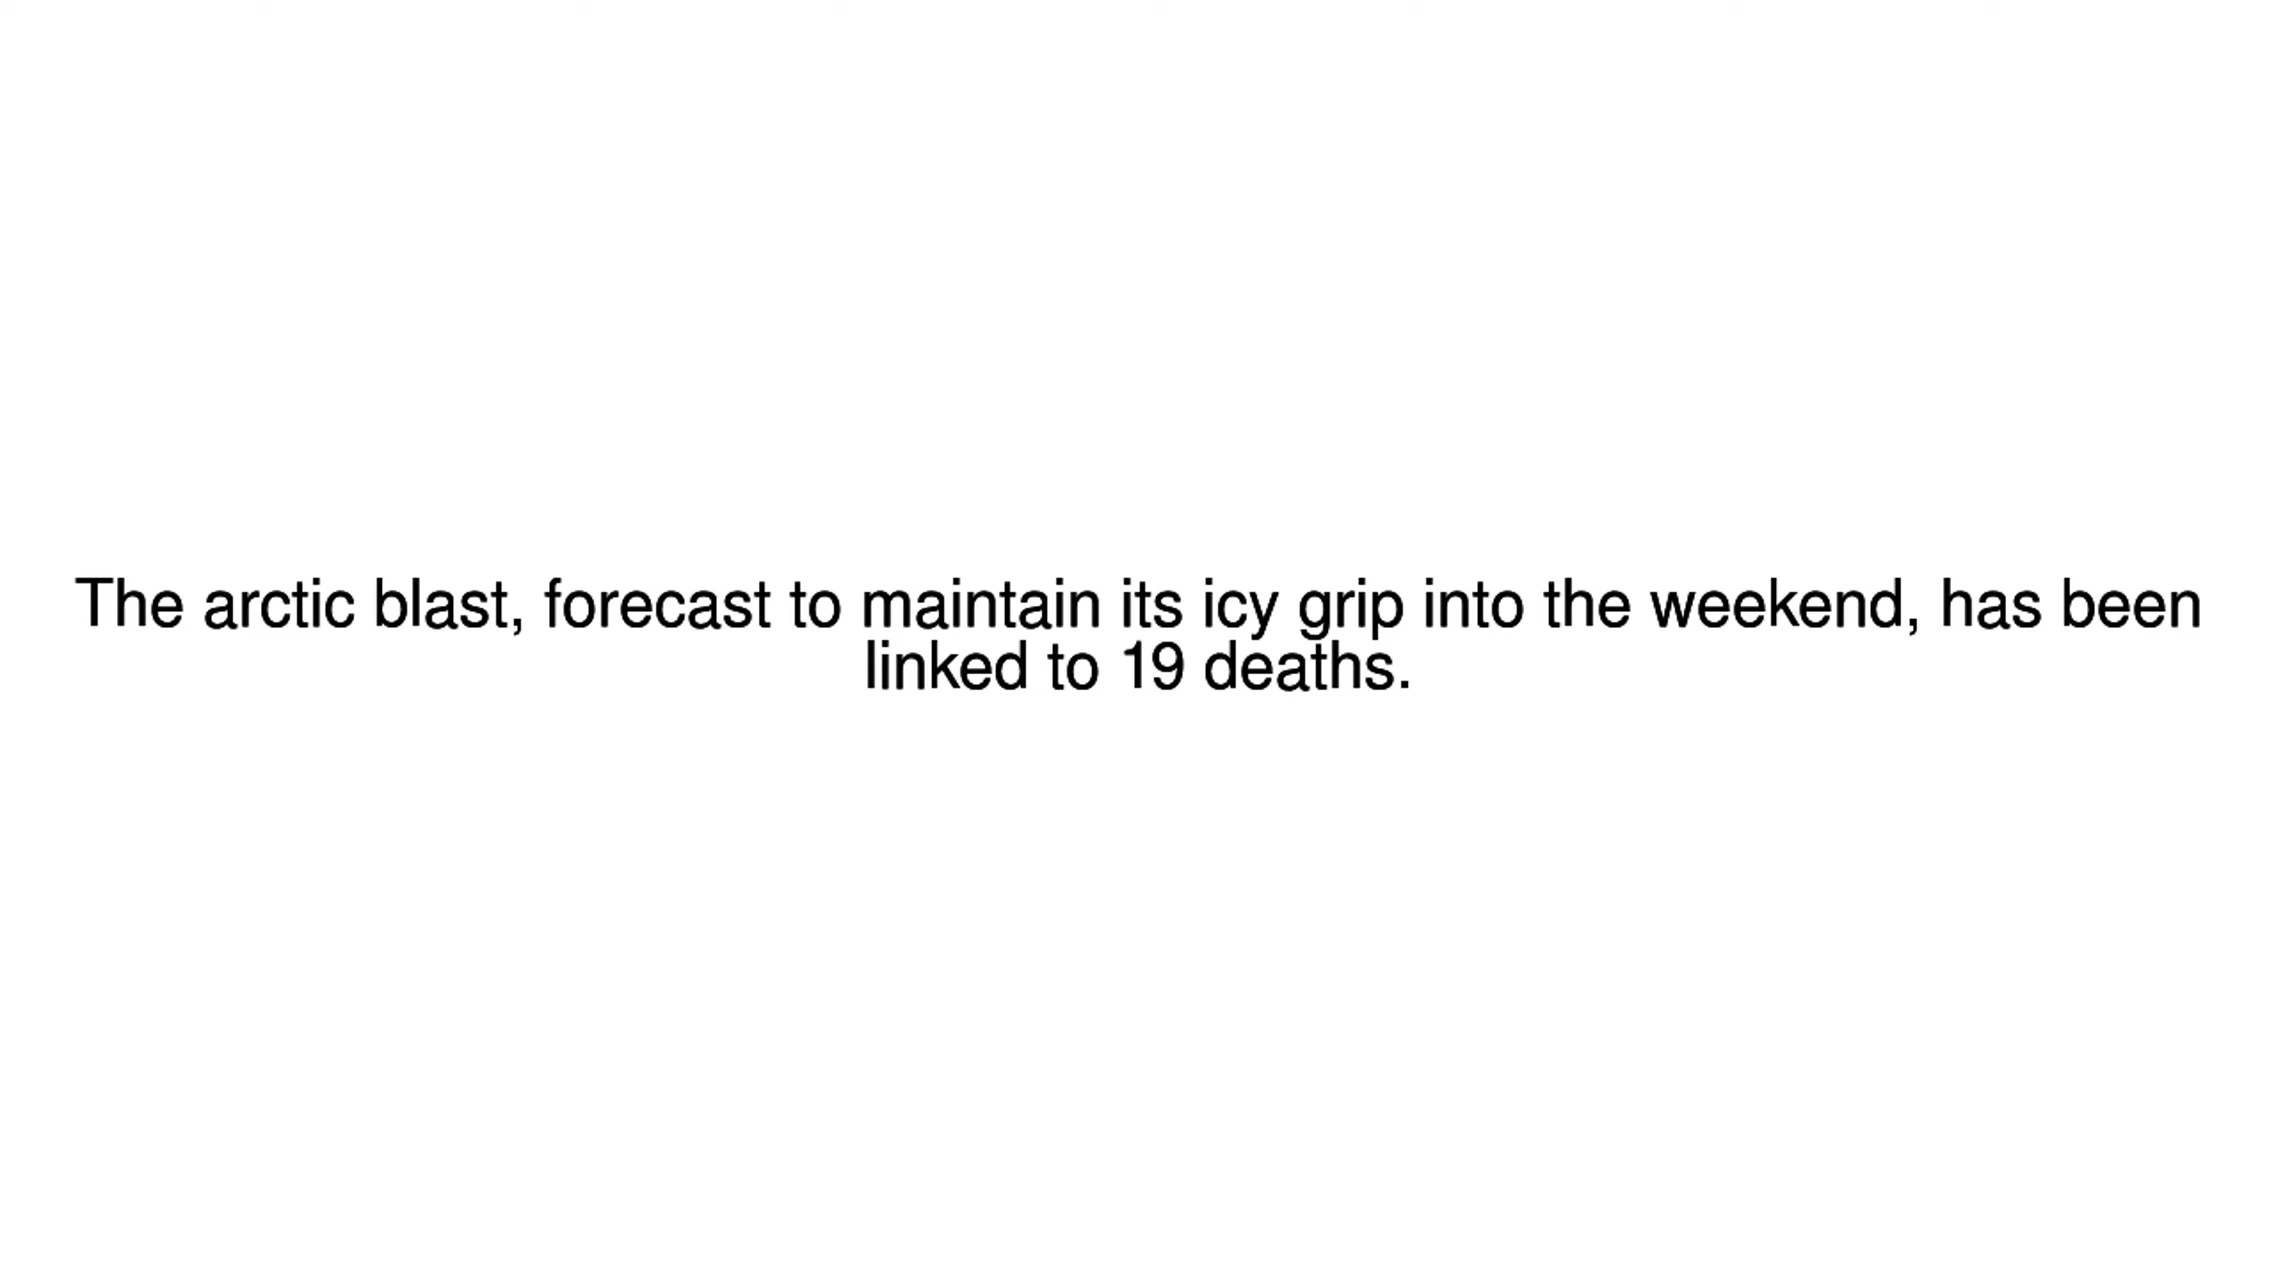 The arctic blast, forecast to maintain its icy grip into the weekend, has been
linked to 19 deaths.